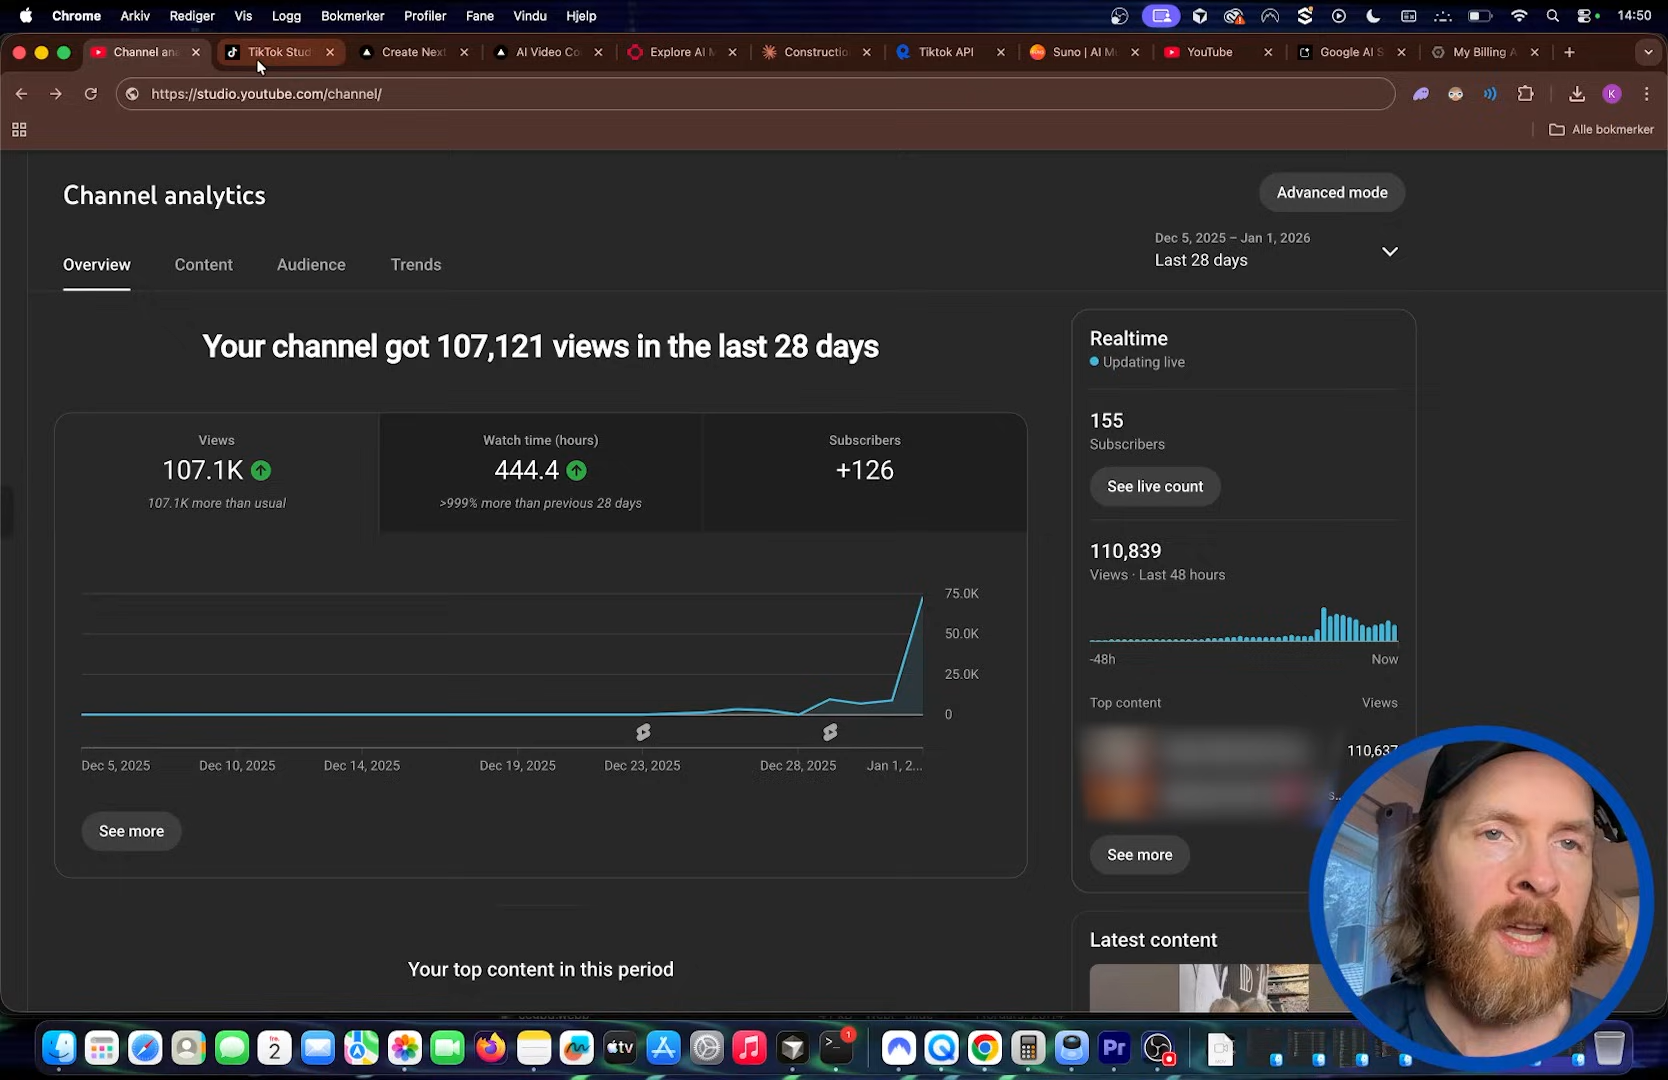 Chrome Arkiv Rediger Vis Logg Bokmerker Profiler Fane Vindu Hjelp 14:50
Channel an
TikTok Stud
Create Next
AI Video Co
Explore AI M
Constructio
Tiktok API
Suno | AI Mu
YouTube
Google AI S
My Billing A
https://studio.youtube.com/channel/
K
Alle bokmerker
Channel analytics
Advanced mode
Dec 5, 2025 – Jan 1, 2026
Last 28 days
Overview Content Audience Trends
Your channel got 107,121 views in the last 28 days
Views
107.1K
107.1K more than usual
Watch time (hours)
444.4
>999% more than previous 28 days
Subscribers
+126
75.0K
50.0K
25.0K
0
Dec 5, 2025 Dec 10, 2025 Dec 14, 2025 Dec 19, 2025 Dec 23, 2025 Dec 28, 2025 Jan 1, 2...
See more
Your top content in this period
Realtime
Updating live
155
Subscribers
See live count
110,839
Views · Last 48 hours
-48h Now
Top content Views
110,637
s...
See more
Latest content
2
tv
1
Pr